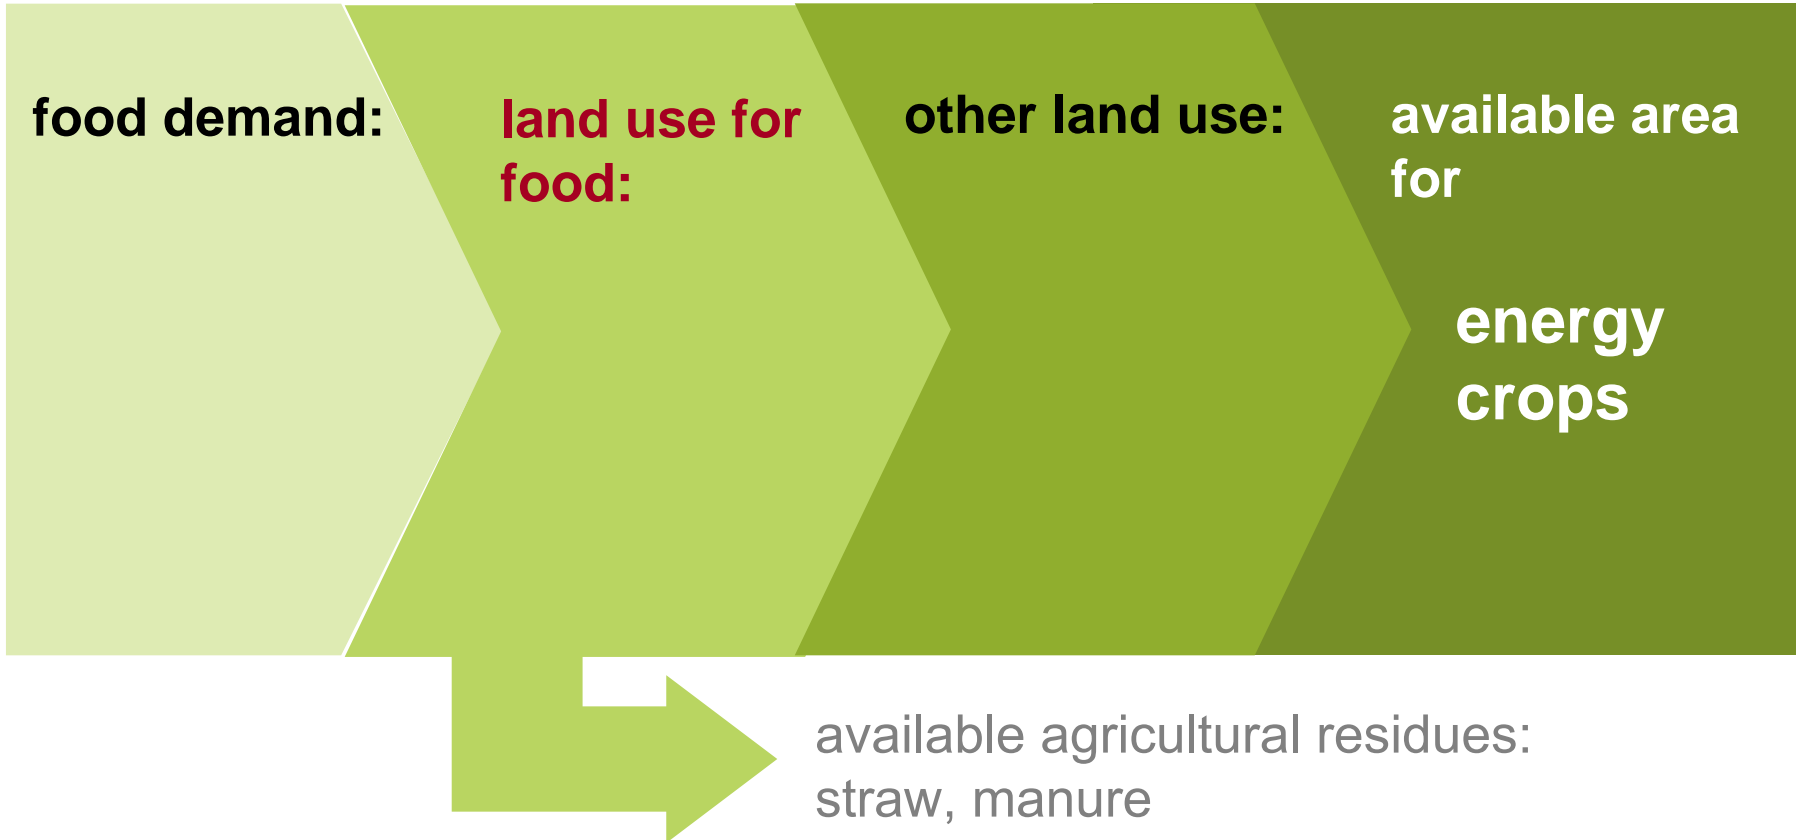 food demand:
land use for
food:
other land use:
available area
for
energy
crops
available agricultural residues:
straw, manure